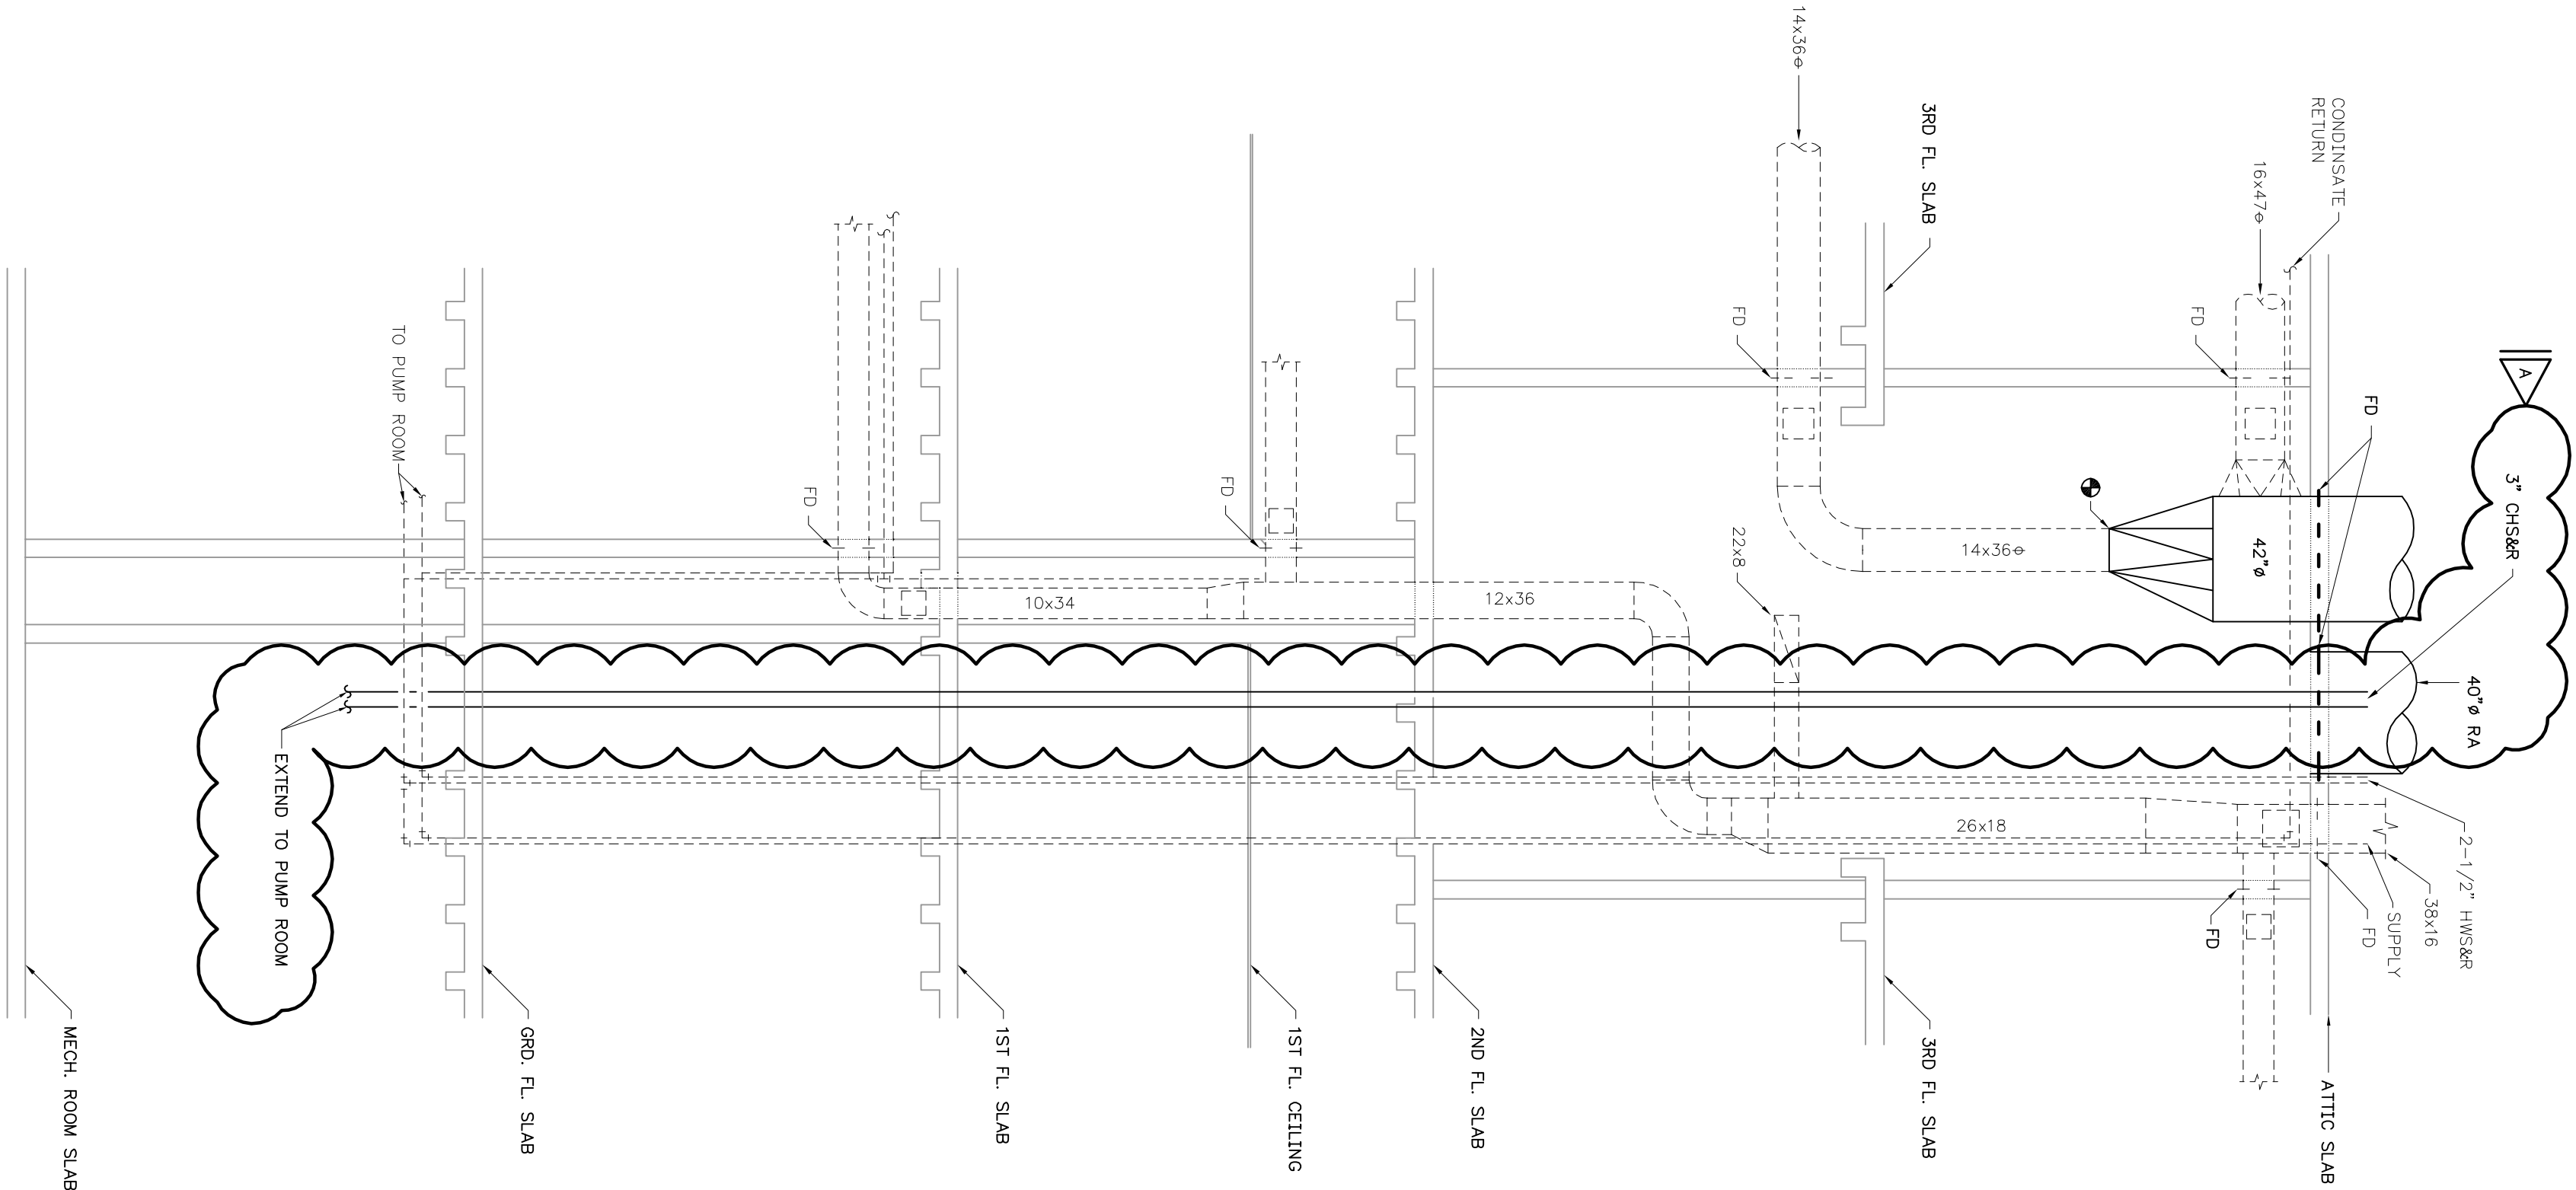 A
3" CHS&R
40"ø RA
2-1/2" HWS&R
38x16
SUPPLY
FD
CONDINSATE
RETURN
FD
ATTIC SLAB
16x47⌀
FD
42"ø
FD
14x36⌀
3RD FL. SLAB
FD
14x36⌀
22x8
26x18
3RD FL. SLAB
12x36
2ND FL. SLAB
FD
1ST FL. CEILING
10x34
1ST FL. SLAB
FD
GRD. FL. SLAB
TO PUMP ROOM
EXTEND TO PUMP ROOM
MECH. ROOM SLAB